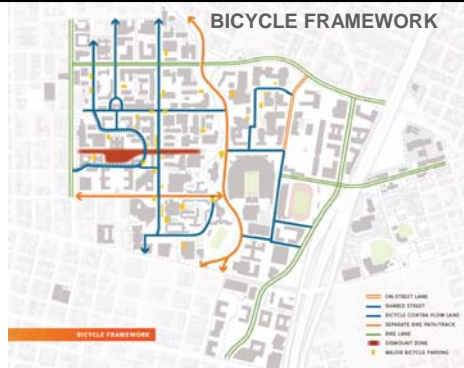 BICYCLE FRAMEWORK
ON-STREET LANE
SHARED STREET
BICYCLE CONTRA FLOW LANE
SEPARATE BIKE PATH/TRACK
BIKE LANE
DISMOUNT ZONE
MAJOR BICYCLE PARKING
BICYCLE FRAMEWORK